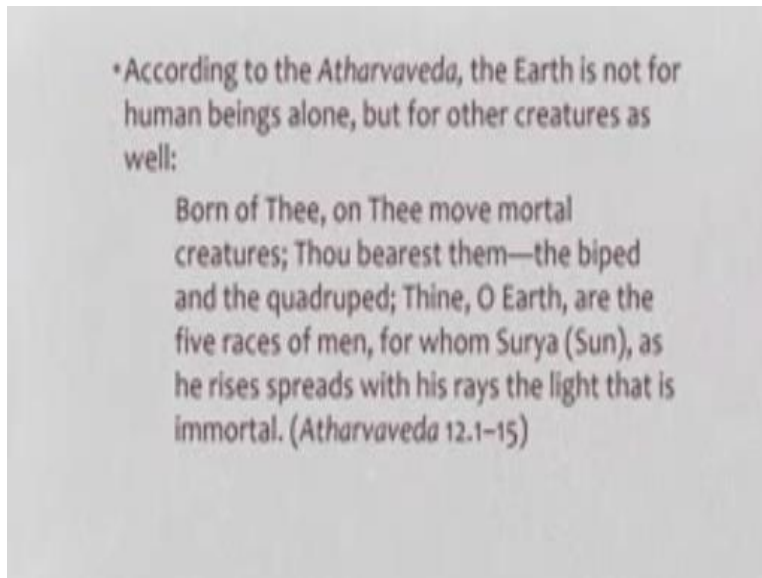 •According to the Atharvaveda, the Earth is not for
human beings alone, but for other creatures as
well:
Born of Thee, on Thee move mortal
creatures; Thou bearest them—the biped
and the quadruped; Thine, O Earth, are the
five races of men, for whom Surya (Sun), as
he rises spreads with his rays the light that is
immortal. (Atharvaveda 12.1–15)